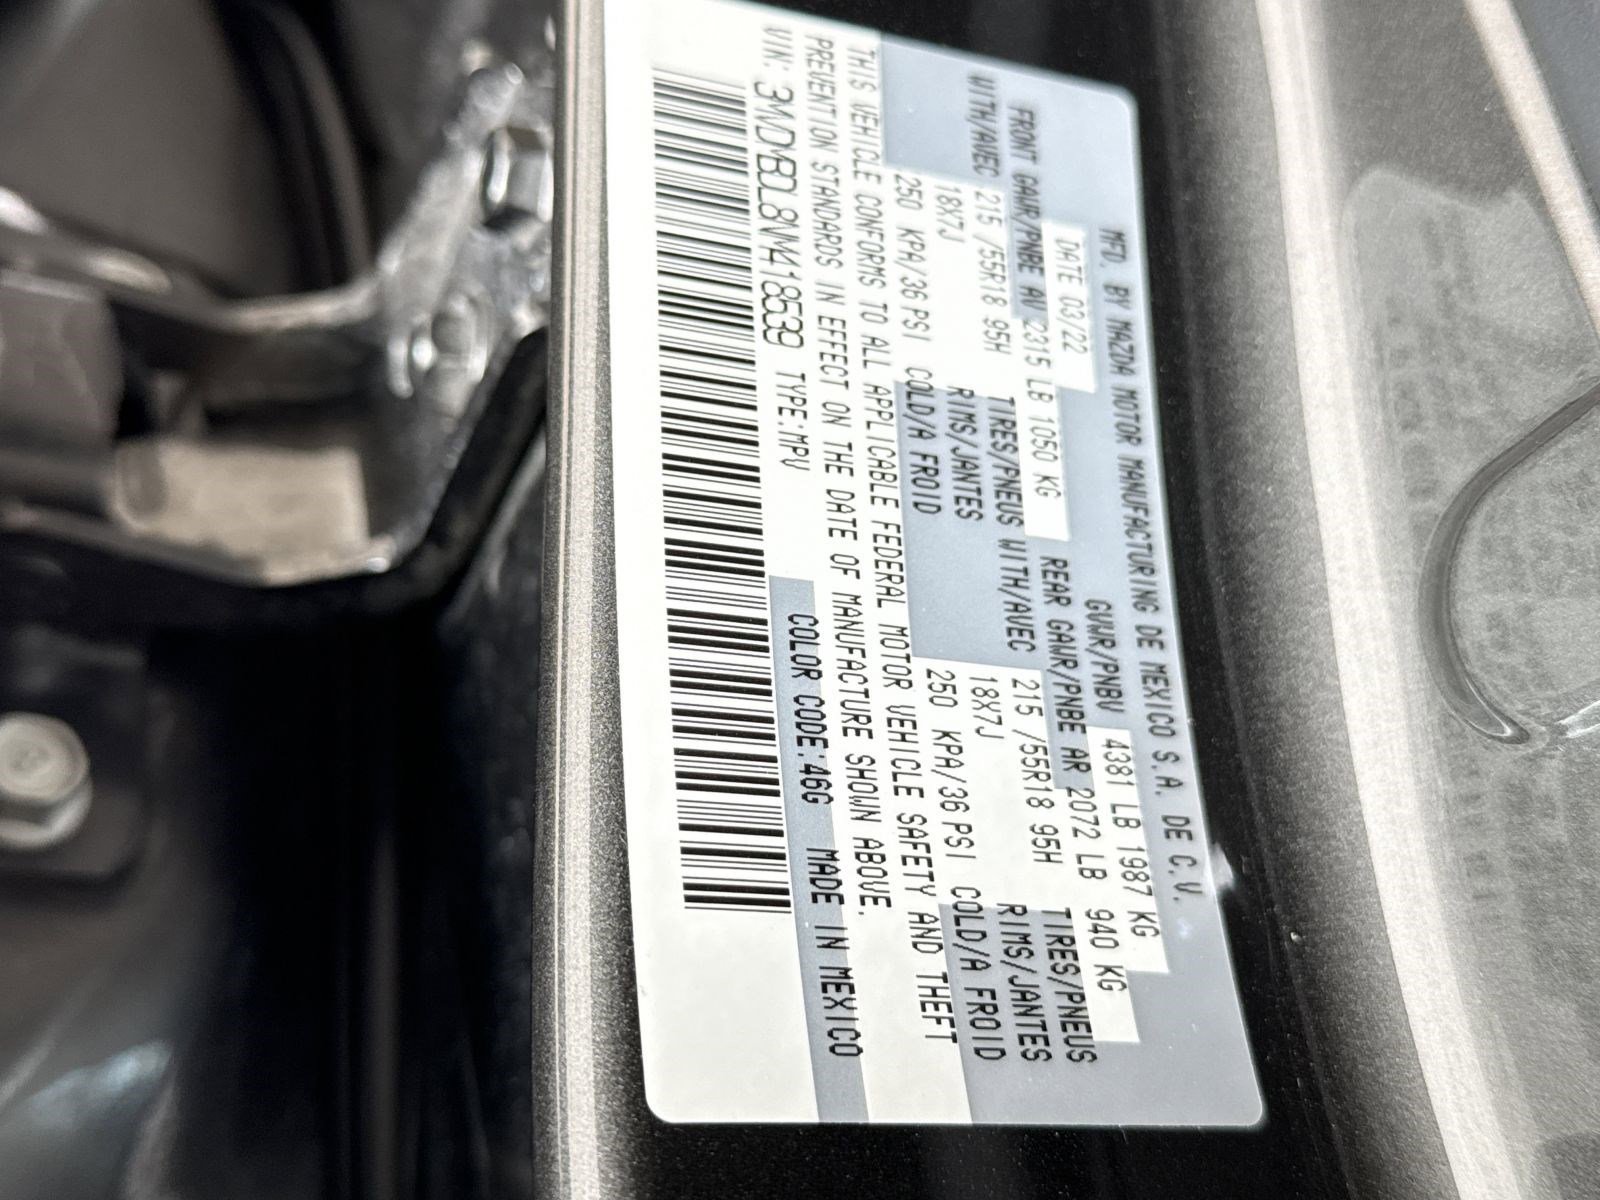 MFD. BY MAZDA MOTOR MANUFACTURING DE MEXICO S.A. DE C.V.
DATE 03/22 GVWR/PNBV 4381 LB 1987 KG
FRONT GAWR/PNBE AV 2315 LB 1050 KG REAR GAWR/PNBE AR 2072 LB 940 KG
WITH/AVEC 215/55R18 95H TIRES/PNEUS WITH/AVEC 215/55R18 95H TIRES/PNEUS
18X7J RIMS/JANTES 18X7J RIMS/JANTES
250 KPA/36 PSI COLD/A FROID 250 KPA/36 PSI COLD/A FROID
THIS VEHICLE CONFORMS TO ALL APPLICABLE FEDERAL MOTOR VEHICLE SAFETY AND THEFT
PREVENTION STANDARDS IN EFFECT ON THE DATE OF MANUFACTURE SHOWN ABOVE.
VIN: 3MVDMBDL8NM418539 TYPE:MPV COLOR CODE:46G MADE IN MEXICO